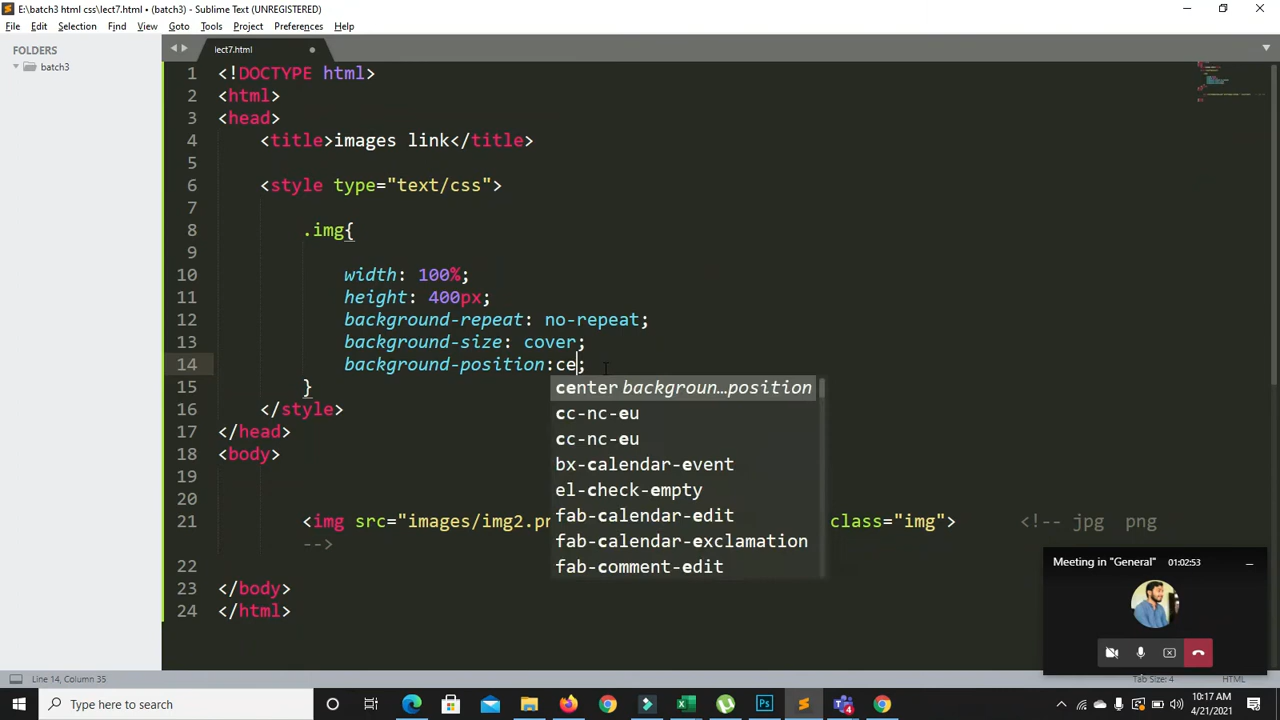 E:\batch3 html css\lect7.html • (batch3) - Sublime Text (UNREGISTERED)
File Edit Selection Find View Goto Tools Project Preferences Help
FOLDERS
batch3
lect7.html
1 <!DOCTYPE html>
2 <html>
3 <head>
4 <title>images link</title>
5
6 <style type="text/css">
7
8 .img{
9
10 width: 100%;
11 height: 400px;
12 background-repeat: no-repeat;
13 background-size: cover;
14 background-position:ce;
center backgroun…position
cc-nc-eu
cc-nc-eu
bx-calendar-event
el-check-empty
fab-calendar-edit
fab-calendar-exclamation
fab-comment-edit
15 }
16 </style>
17 </head>
18 <body>
19
20
21 <img src="images/img2.pn class="img"> <!-- jpg png
-->
22
23 </body>
24 </html>
Meeting in "General" 01:02:53
Line 14, Column 35
Tab Size: 4 HTML
Type here to search
10:17 AM
4/21/2021